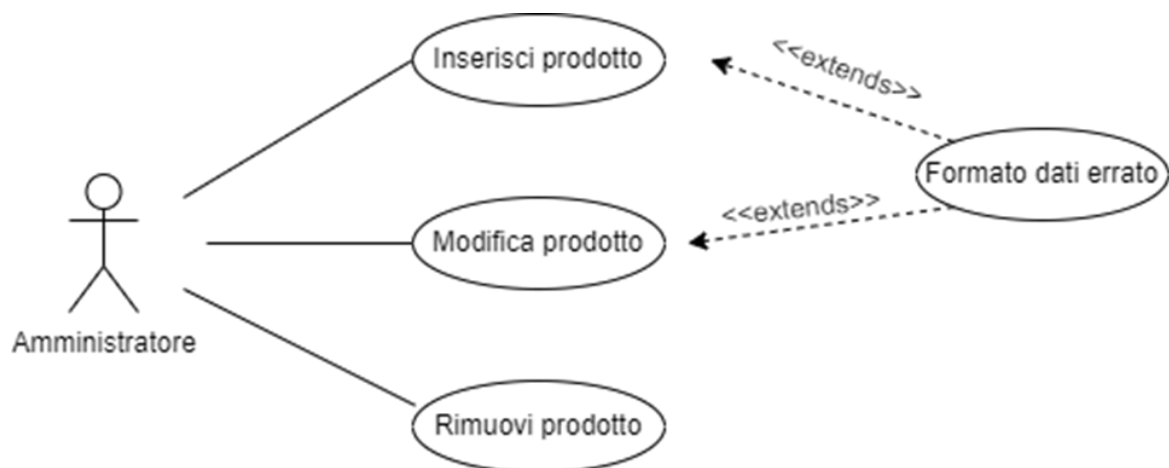 Inserisci prodotto
<<extends>>
Formato dati errato
<<extends>>
Modifica prodotto
Amministratore
Rimuovi prodotto